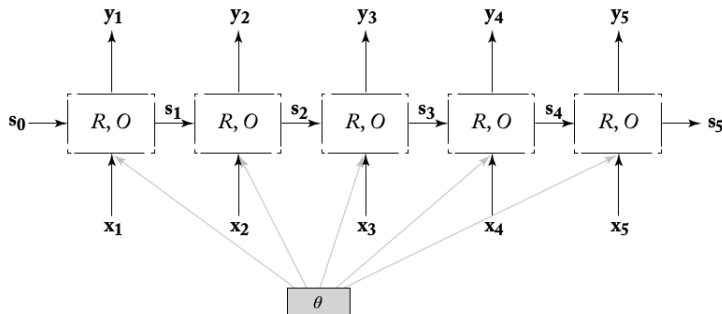 y1 y2 y3 y4 y5
s0 R, O s1 R, O s2 R, O s3 R, O s4 R, O s5
x1 x2 x3 x4 x5
θ